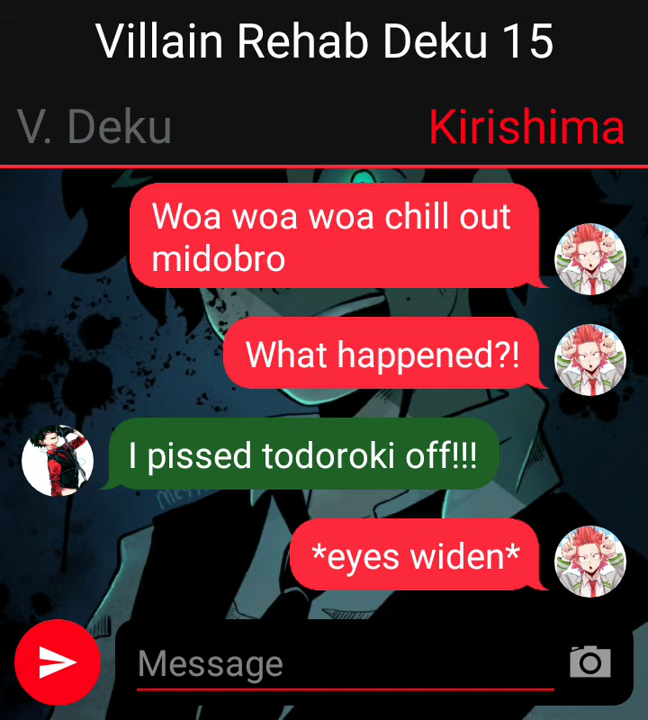 Villain Rehab Deku 15
V. Deku
Kirishima
Woa woa woa chill out
midobro
What happened?!
I pissed todoroki off!!!
*eyes widen*
Message